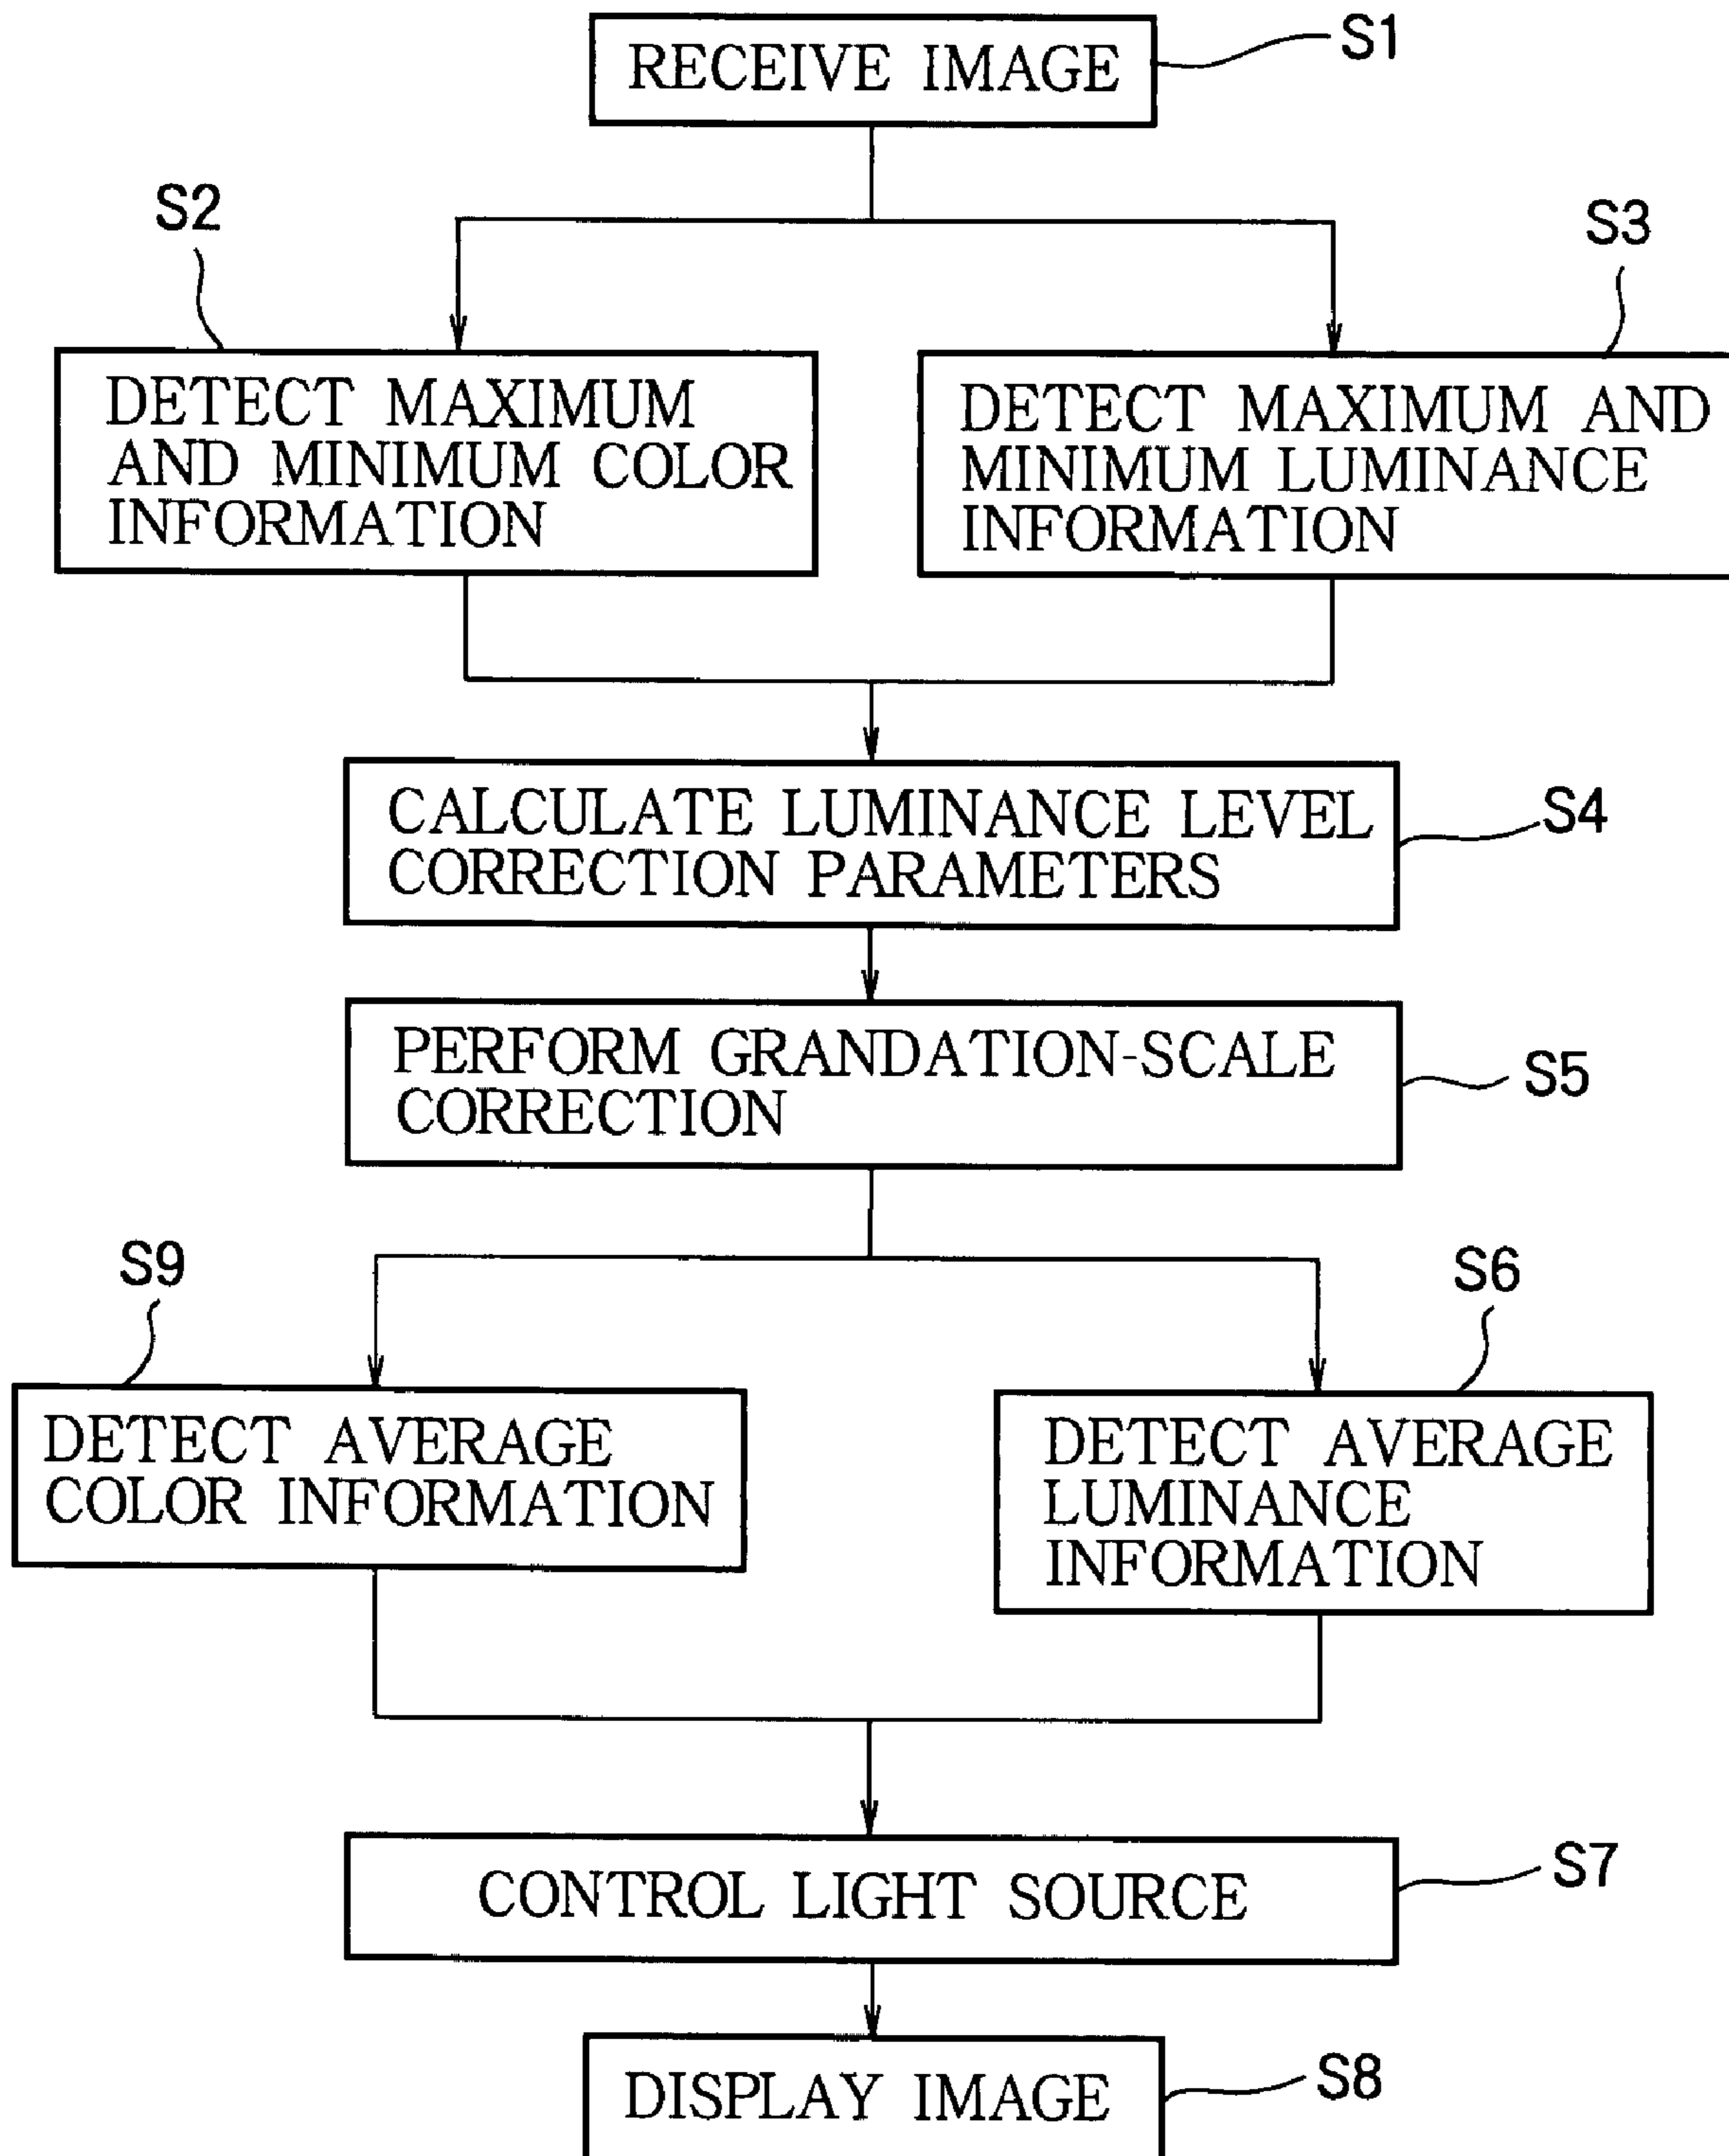 RECEIVE IMAGE
S1
S2
S3
DETECT MAXIMUM
AND MINIMUM COLOR
INFORMATION
DETECT MAXIMUM AND
MINIMUM LUMINANCE
INFORMATION
CALCULATE LUMINANCE LEVEL
CORRECTION PARAMETERS
S4
PERFORM GRANDATION-SCALE
CORRECTION
S5
S9
S6
DETECT AVERAGE
COLOR INFORMATION
DETECT AVERAGE
LUMINANCE
INFORMATION
CONTROL LIGHT SOURCE
S7
DISPLAY IMAGE
S8